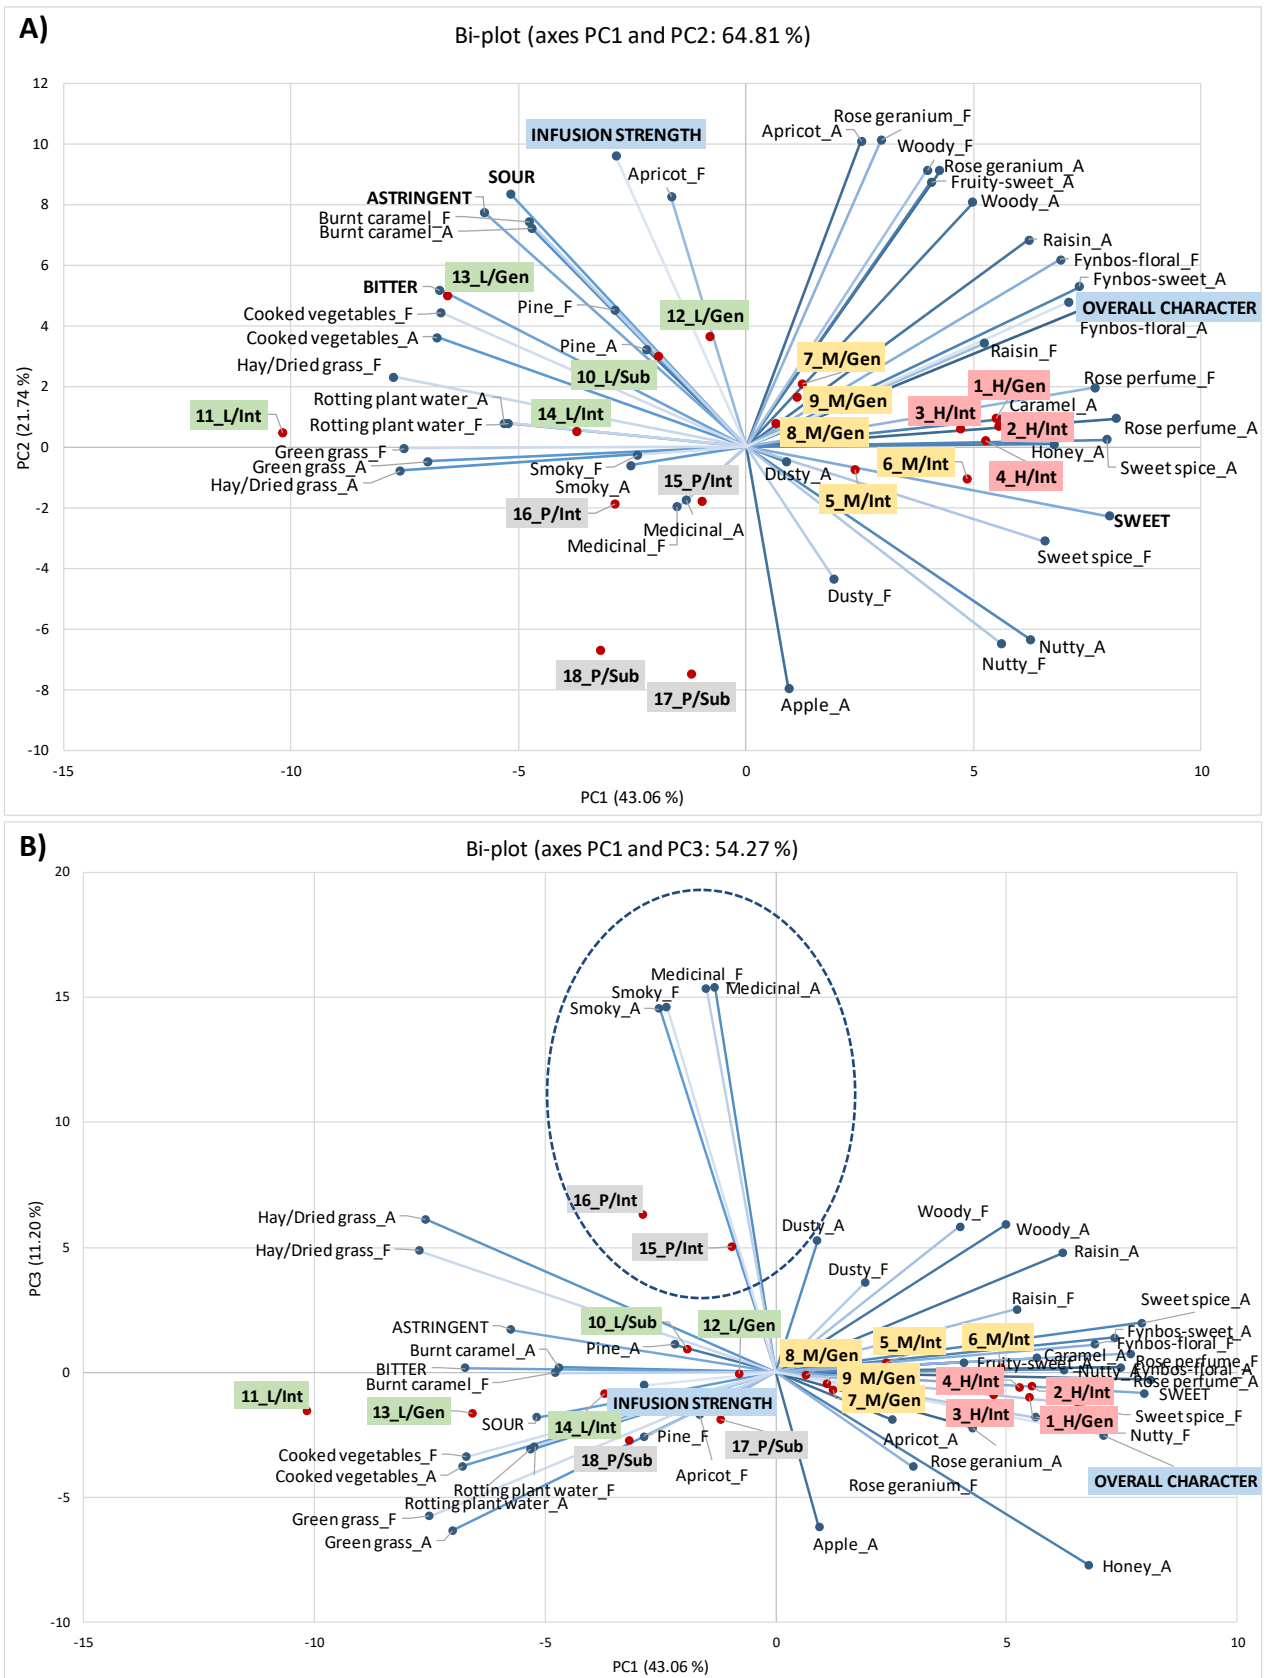 A)
Bi-plot (axes PC1 and PC2: 64.81 %)
12
10
8
6
4
2
0
-2
-4
-6
-8
-10
-15
-10
-5
0
5
10
PC2 (21.74 %)
PC1 (43.06 %)
Rose geranium_F
Apricot_A
INFUSION STRENGTH
Woody_F
Rose geranium_A
Apricot_F
SOUR
Fruity-sweet_A
ASTRINGENT
Woody_A
Burnt caramel_F
Burnt caramel_A
Raisin_A
Fynbos-floral_F
13_L/Gen
Fynbos-sweet_A
BITTER
OVERALL CHARACTER
Cooked vegetables_F
Pine_F
12_L/Gen
Fynbos-floral_A
Cooked vegetables_A
Pine_A
7_M/Gen
Raisin_F
Hay/Dried grass_F
10_L/Sub
1_H/Gen
Rose perfume_F
Rotting plant water_A
9_M/Gen
Caramel_A
11_L/Int
14_L/Int
3_H/Int
Rotting plant water_F
8_M/Gen
2_H/Int
Rose perfume_A
Green grass_F
Honey_A
Green grass_A
Smoky_F
Dusty_A
6_M/Int
Sweet spice_A
Hay/Dried grass_A
Smoky_A
15_P/Int
4_H/Int
16_P/Int
5_M/Int
SWEET
Medicinal_A
Medicinal_F
Sweet spice_F
Dusty_F
Nutty_A
Nutty_F
18_P/Sub
17_P/Sub
Apple_A
B)
Bi-plot (axes PC1 and PC3: 54.27 %)
20
15
10
5
0
-5
-10
-15
-10
-5
0
5
10
PC3 (11.20 %)
PC1 (43.06 %)
Medicinal_F
Medicinal_A
Smoky_F
Smoky_A
16_P/Int
15_P/Int
Hay/Dried grass_A
Hay/Dried grass_F
Dusty_A
Woody_F
Woody_A
Raisin_A
Dusty_F
Raisin_F
Sweet spice_A
10_L/Sub
12_L/Gen
ASTRINGENT
5_M/Int
6_M/Int
Fynbos-sweet_A
Burnt caramel_A
Pine_A
8_M/Gen
Fynbos-floral_F
Caramel_A
Rose perfume_F
BITTER
Fruity-sweet_A
Nutty_A
Fynbos-floral_A
Burnt caramel_F
9_M/Gen
4_H/Int
Rose perfume_A
11_L/Int
2_H/Int
SWEET
13_L/Gen
INFUSION STRENGTH
7_M/Gen
3_H/Int
1_H/Gen
Sweet spice_F
SOUR
14_L/Int
Nutty_F
Pine_F
17_P/Sub
Apricot_A
18_P/Sub
Cooked vegetables_F
Rose geranium_A
Cooked vegetables_A
Apricot_F
OVERALL CHARACTER
Rotting plant water_F
Rose geranium_F
Rotting plant water_A
Green grass_F
Green grass_A
Apple_A
Honey_A